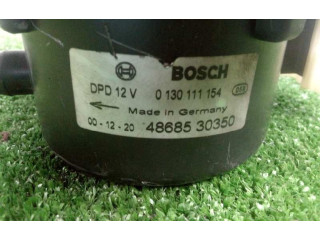 BOSCH
DPD 12 V 0 130 111 154
Made in Germany
00-12-20 48685 30350